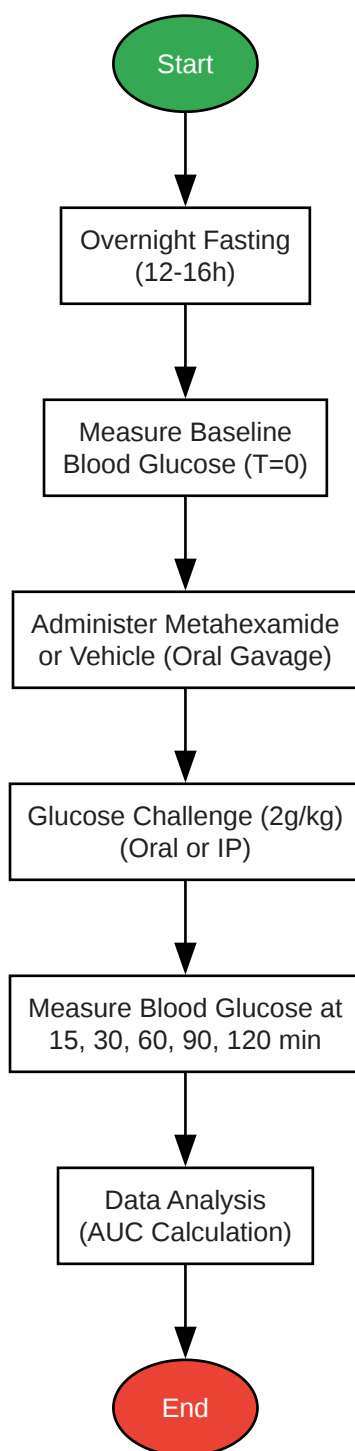 Start
Overnight Fasting
(12-16h)
Measure Baseline
Blood Glucose (T=0)
Administer Metahexamide
or Vehicle (Oral Gavage)
Glucose Challenge (2g/kg)
(Oral or IP)
Measure Blood Glucose at
15, 30, 60, 90, 120 min
Data Analysis
(AUC Calculation)
End